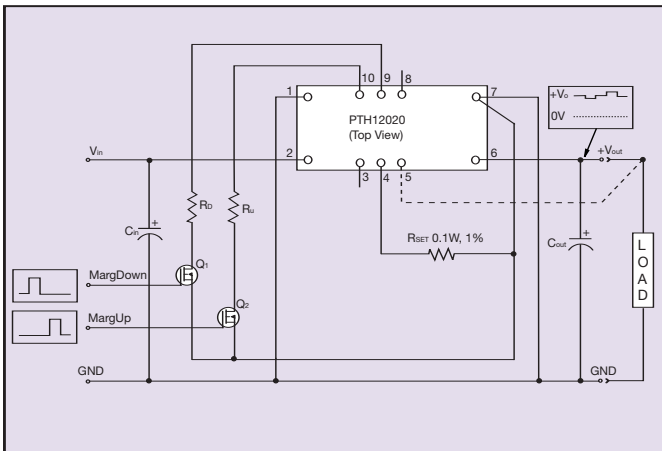 10 9 8
1 7
PTH12020
(Top View)
+Vo
0V
Vin 2 6 +Vout
3 4 5
RD Ru
RSET 0.1W, 1%
Cin + Cout +
LOAD
MargDown Q1
MargUp Q2
GND GND